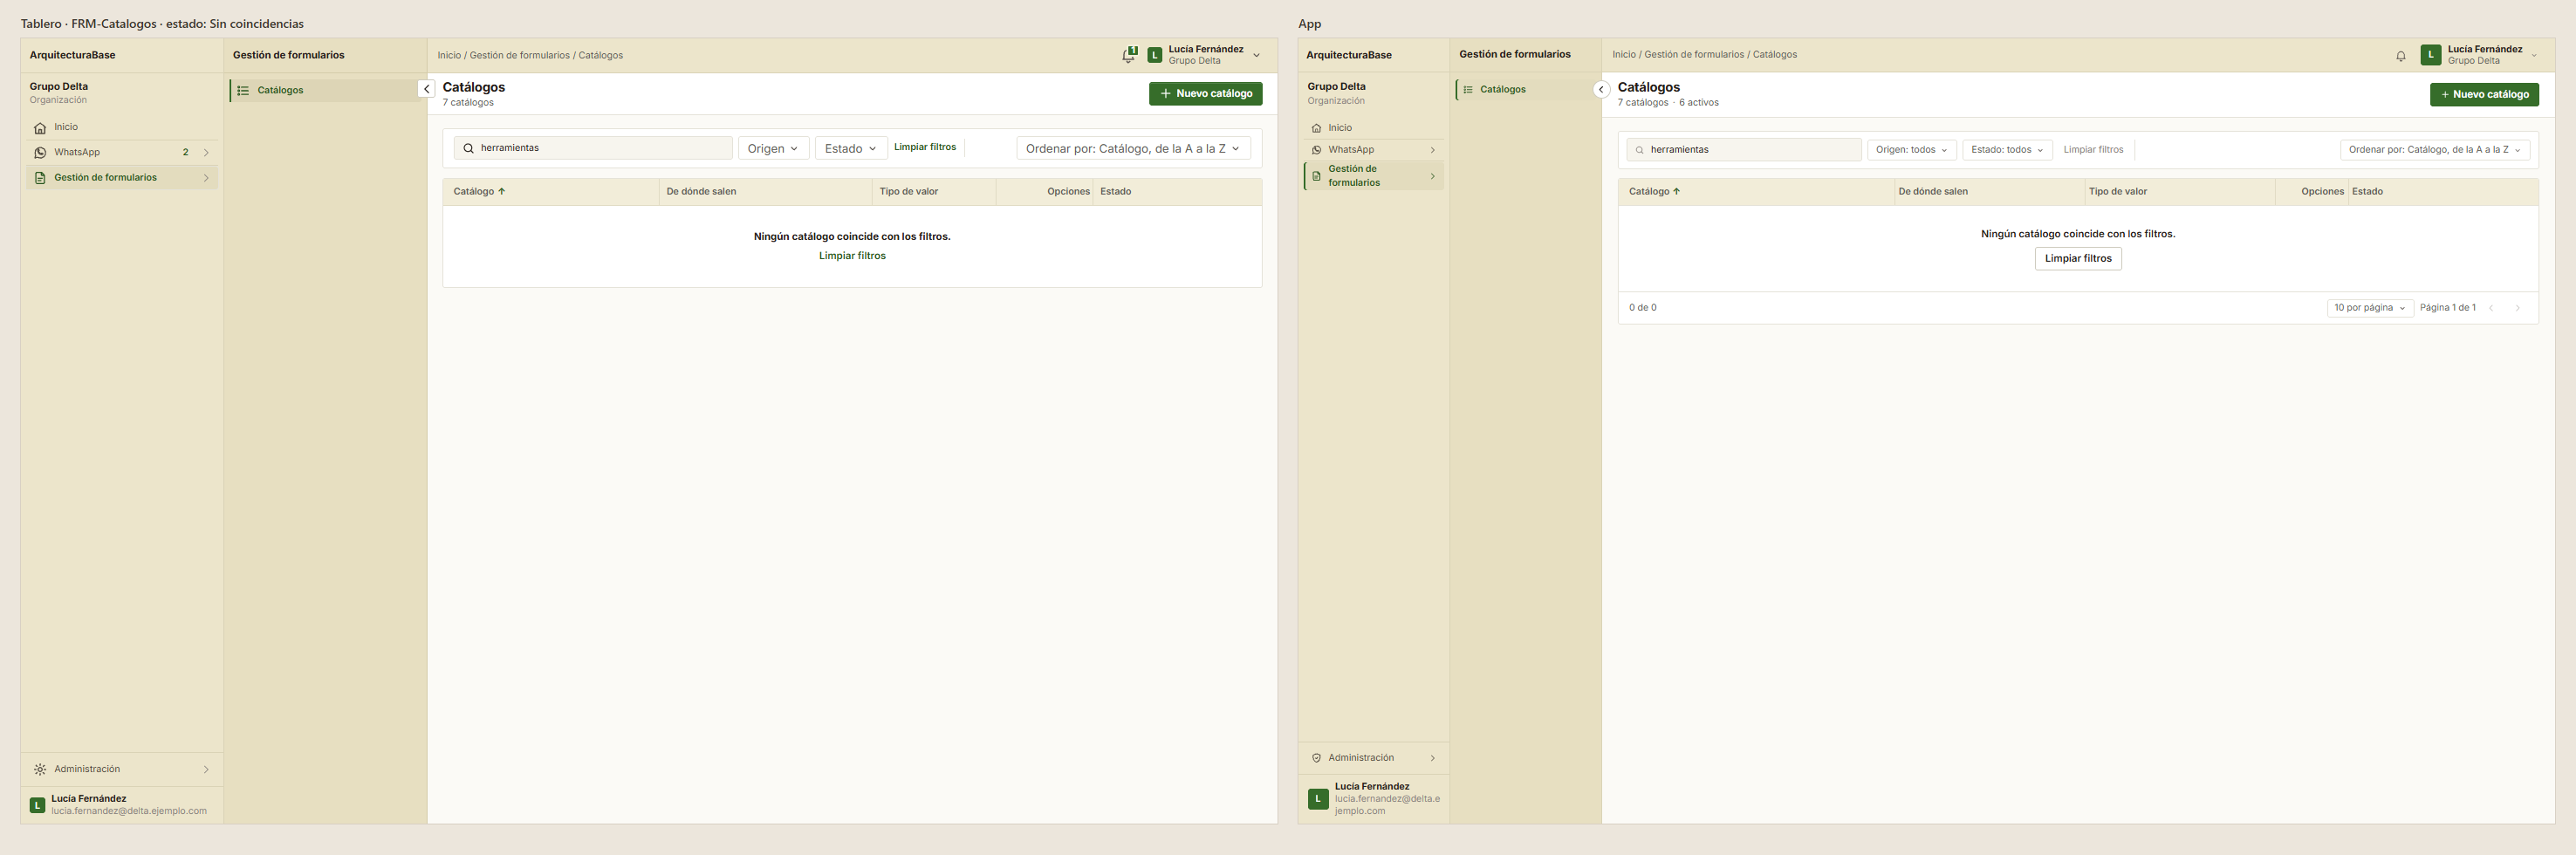 Tablero · FRM-Catalogos · estado: Sin coincidencias
ArquitecturaBase
Gestión de formularios
Inicio / Gestión de formularios / Catálogos
1
L
Lucía Fernández
Grupo Delta
Grupo Delta
Organización
Catálogos
Catálogos
7 catálogos
Nuevo catálogo
Inicio
WhatsApp 2
Gestión de formularios
herramientas
Origen
Estado
Limpiar filtros
Ordenar por: Catálogo, de la A a la Z
Catálogo ↑
De dónde salen
Tipo de valor
Opciones
Estado
Ningún catálogo coincide con los filtros.
Limpiar filtros
Administración
L
Lucía Fernández
lucia.fernandez@delta.ejemplo.com
App
ArquitecturaBase
Gestión de formularios
Inicio / Gestión de formularios / Catálogos
L
Lucía Fernández
Grupo Delta
Grupo Delta
Organización
Catálogos
Catálogos
7 catálogos · 6 activos
+ Nuevo catálogo
Inicio
WhatsApp
Gestión de
formularios
herramientas
Origen: todos
Estado: todos
Limpiar filtros
Ordenar por: Catálogo, de la A a la Z
Catálogo ↑
De dónde salen
Tipo de valor
Opciones
Estado
Ningún catálogo coincide con los filtros.
Limpiar filtros
0 de 0
10 por página
Página 1 de 1
Administración
L
Lucía Fernández
lucia.fernandez@delta.e
jemplo.com